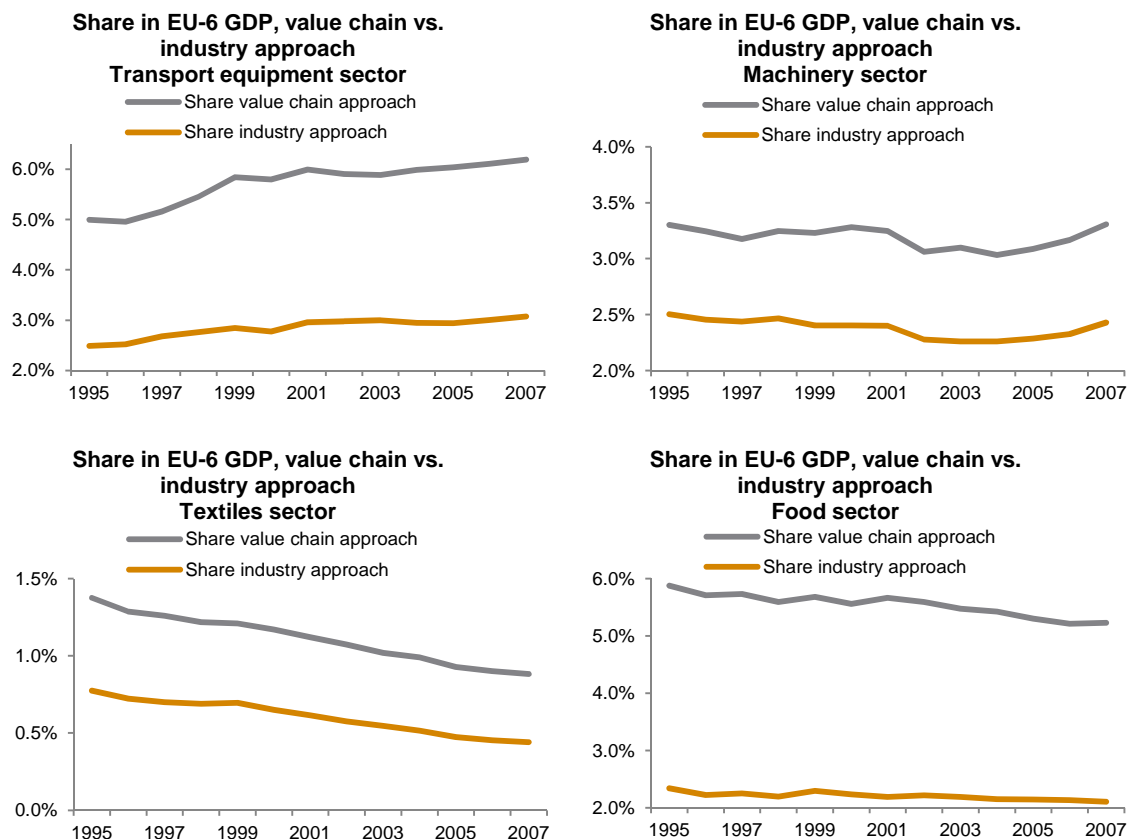 Share in EU-6 GDP, value chain vs.
industry approach
Transport equipment sector
Share value chain approach
Share industry approach
6.0%
5.0%
4.0%
3.0%
2.0%
1995 1997 1999 2001 2003 2005 2007
Share in EU-6 GDP, value chain vs.
industry approach
Machinery sector
Share value chain approach
Share industry approach
4.0%
3.5%
3.0%
2.5%
2.0%
1995 1997 1999 2001 2003 2005 2007
Share in EU-6 GDP, value chain vs.
industry approach
Textiles sector
Share value chain approach
Share industry approach
1.5%
1.0%
0.5%
0.0%
1995 1997 1999 2001 2003 2005 2007
Share in EU-6 GDP, value chain vs.
industry approach
Food sector
Share value chain approach
Share industry approach
6.0%
5.0%
4.0%
3.0%
2.0%
1995 1997 1999 2001 2003 2005 2007